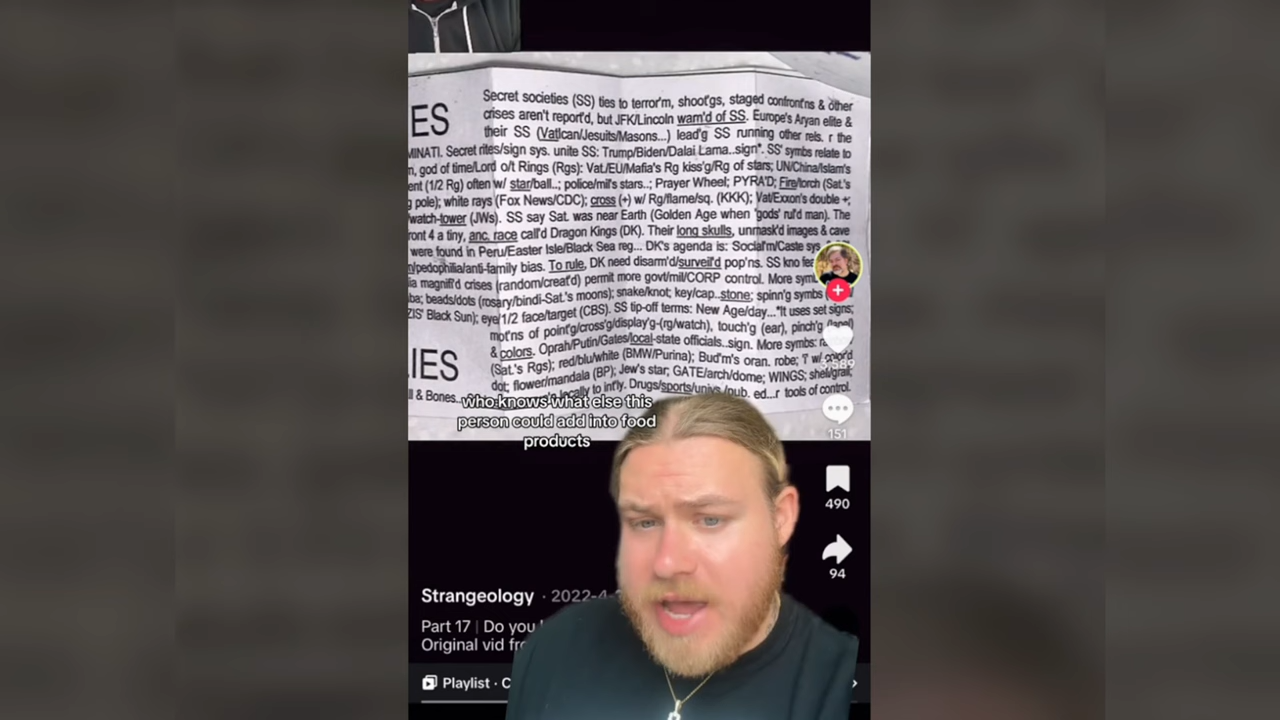 ES
Secret societies (SS) ties to terror'm, shoot'gs, staged confront'ns & other
crises aren't report'd, but JFK/Lincoln warn'd of SS. Europe's Aryan elite &
their SS (Vatican/Jesuits/Masons...) lead'g SS running other rels. r the
MINATI. Secret rites/sign sys. unite SS: Trump/Biden/Dalai Lama..sign*. SS' symbs relate to
n, god of time/Lord o/t Rings (Rgs): Vat./EU/Mafia's Rg kiss'g/Rg of stars; UN/China/Islam's
ent (1/2 Rg) often w/ star/ball..; police/mil's stars..; Prayer Wheel; PYRA'D; Fire/torch (Sat.'s
g pole); white rays (Fox News/CDC); cross (+) w/ Rg/flame/sq. (KKK); Vat/Exxon's double +;
watch-tower (JWs). SS say Sat. was near Earth (Golden Age when 'gods' rul'd man). The
ront 4 a tiny, anc. race call'd Dragon Kings (DK). Their long skulls, unmask'd images & cave
were found in Peru/Easter Isle/Black Sea reg... DK's agenda is: Social'm/Caste sys
n/pedophilia/anti-family bias. To rule, DK need disarm'd/surveil'd pop'ns. SS kno
ia magnifi'd crises (random/creat'd) permit more govt/mil/CORP control. More sym
ba; beads/dots (rosary/bindi-Sat.'s moons); snake/knot; key/cap..stone; spinn'g symbs
ZIS' Black Sun); eye/1/2 face/target (CBS). SS tip-off terms: New Age/day...*It uses set signs;
mot'ns of point'g/cross'g/display'g-(rg/watch), touch'g (ear), pinch'g (lapel)
& colors. Oprah/Putin/Gates/local-state officials..sign. More symbs:
LIES
(Sat.'s Rgs); red/blu/white (BMW/Purina); Bud'm's oran. robe; 'I' w/
dot; flower/mandala (BP); Jew's star; GATE/arch/dome; WINGS; shell/grail;
ll & Bones.. locally to infly. Drugs/sports/univs./pub. ed...r tools of control.
who knows what else this
person could add into food
products
151
490
94
Strangeology · 2022-4-
Part 17 | Do you
Original vid fr
Playlist · C